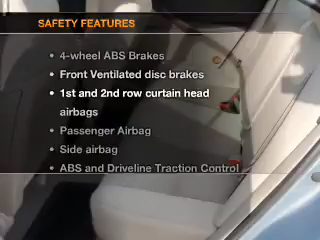 SAFETY FEATURES
• 4-wheel ABS Brakes
• Front Ventilated disc brakes
• 1st and 2nd row curtain head
airbags
• Passenger Airbag
• Side airbag
• ABS and Driveline Traction Control